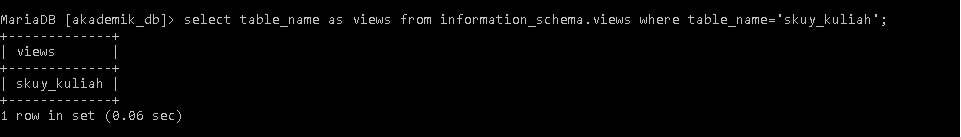 MariaDB [akademik_db]> select table_name as views from information_schema.views where table_name='skuy_kuliah';
+-------------+
| views       |
+-------------+
| skuy_kuliah |
+-------------+
1 row in set (0.06 sec)